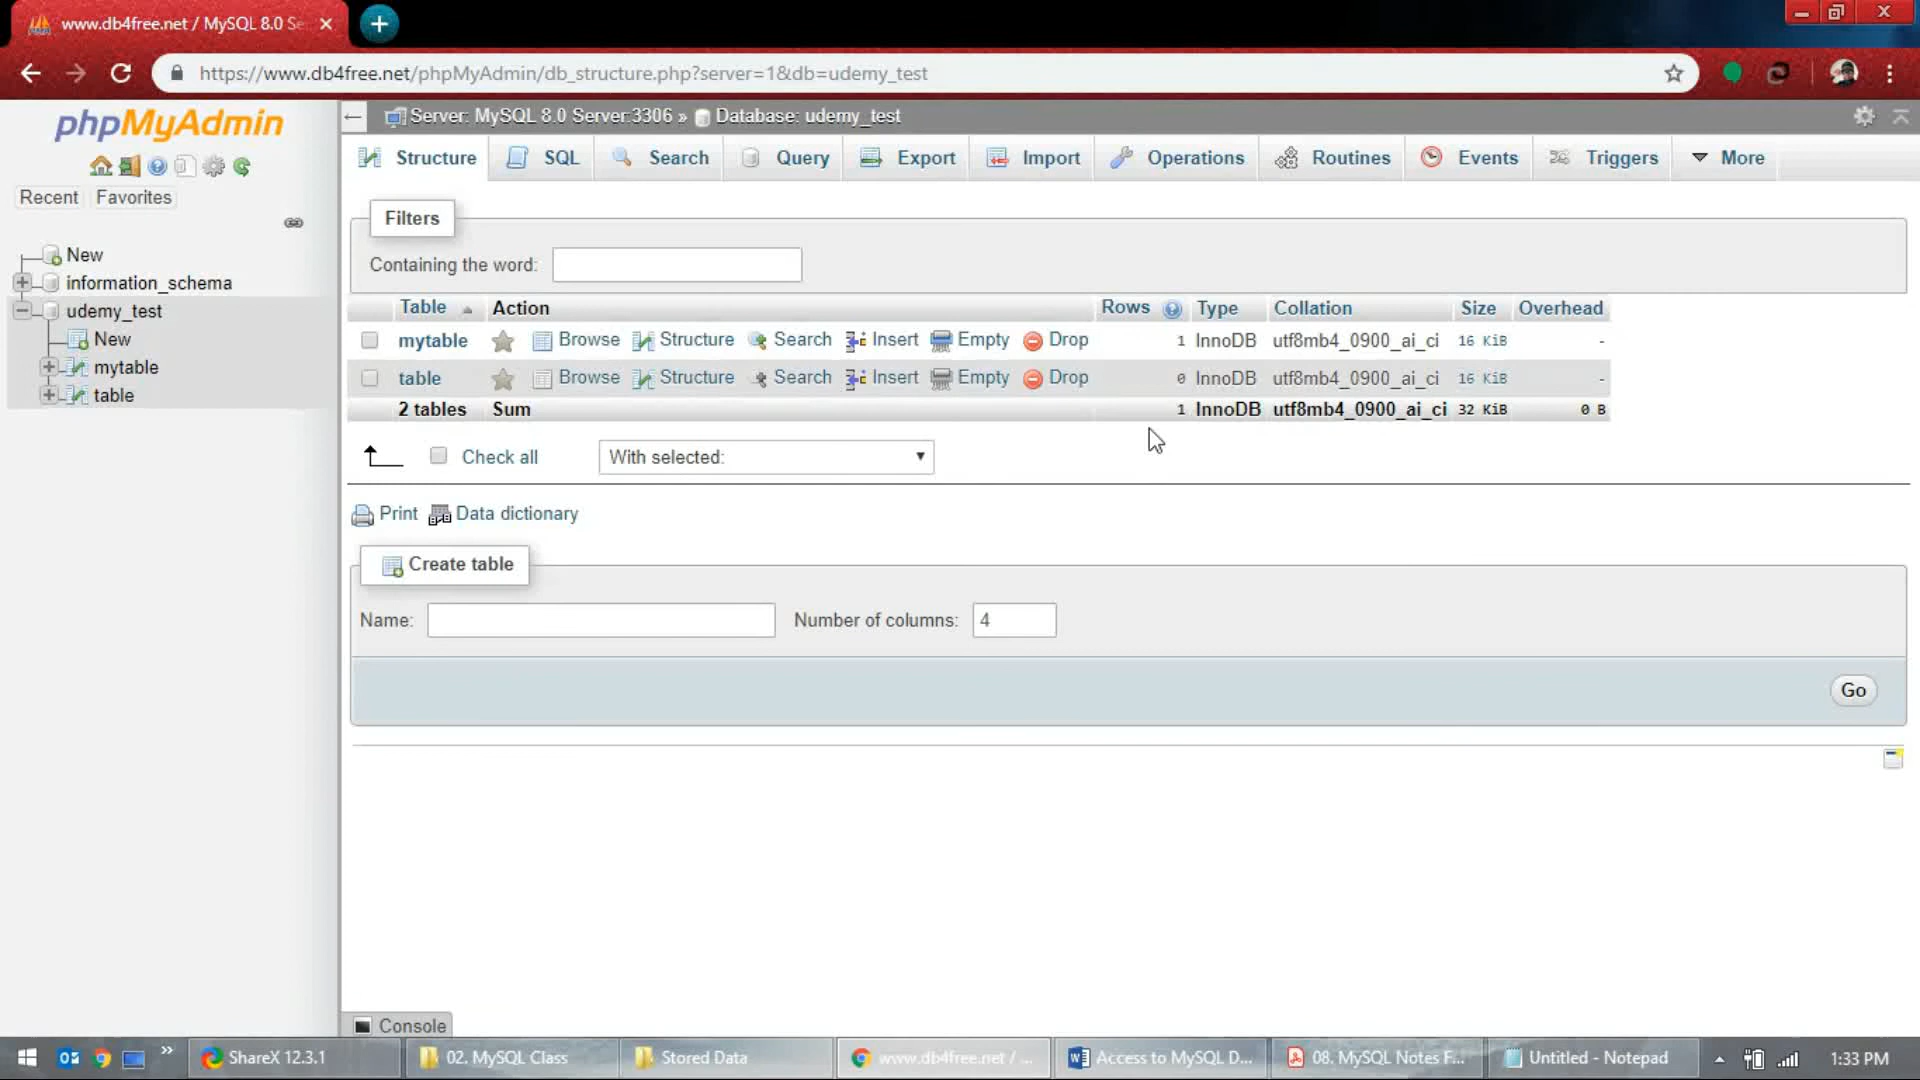 www.db4free.net / MySQL 8.0 Se
https://www.db4free.net/phpMyAdmin/db_structure.php?server=1&db=udemy_test
phpMyAdmin
Recent Favorites
New
information_schema
udemy_test
New
mytable
table
Server: MySQL 8.0 Server:3306 » Database: udemy_test
Structure SQL Search Query Export Import Operations Routines Events Triggers More
Filters
Containing the word:
Table Action Rows Type Collation Size Overhead
mytable Browse Structure Search Insert Empty Drop 1 InnoDB utf8mb4_0900_ai_ci 16 KiB -
table Browse Structure Search Insert Empty Drop 0 InnoDB utf8mb4_0900_ai_ci 16 KiB -
2 tables Sum 1 InnoDB utf8mb4_0900_ai_ci 32 KiB 0 B
Check all With selected:
Print Data dictionary
Create table
Name: Number of columns: 4
Go
Console
ShareX 12.3.1 02. MySQL Class Stored Data www.db4free.net / ... Access to MySQL D... 08. MySQL Notes F... Untitled - Notepad 1:33 PM